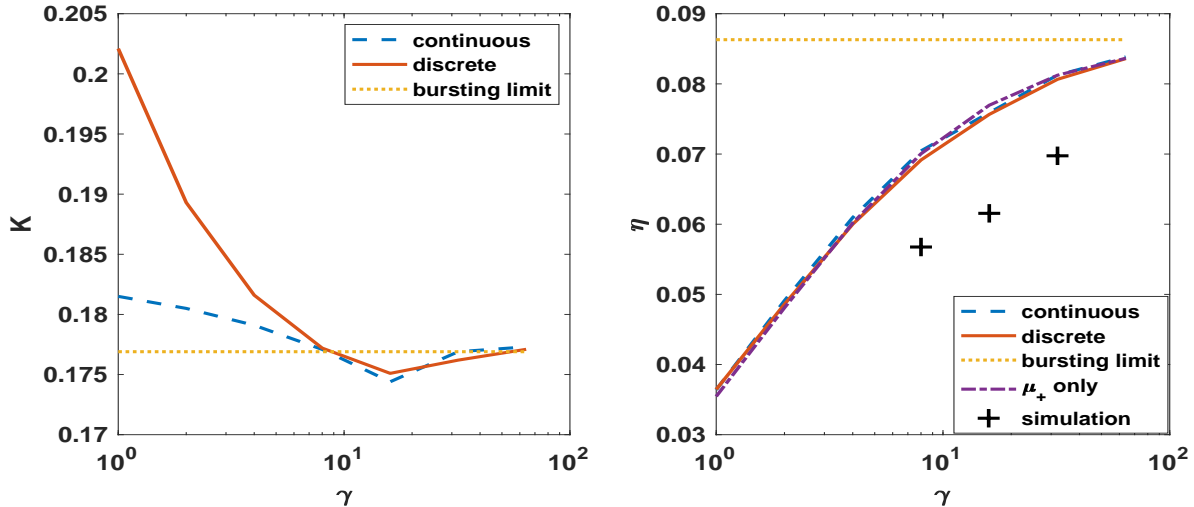 0.205
0.2
0.195
0.19
0.185
0.18
0.175
0.17
K
10^0
10^1
10^2
γ
continuous
discrete
bursting limit
0.09
0.08
0.07
0.06
0.05
0.04
0.03
η
10^0
10^1
10^2
γ
continuous
discrete
bursting limit
μ_+ only
simulation